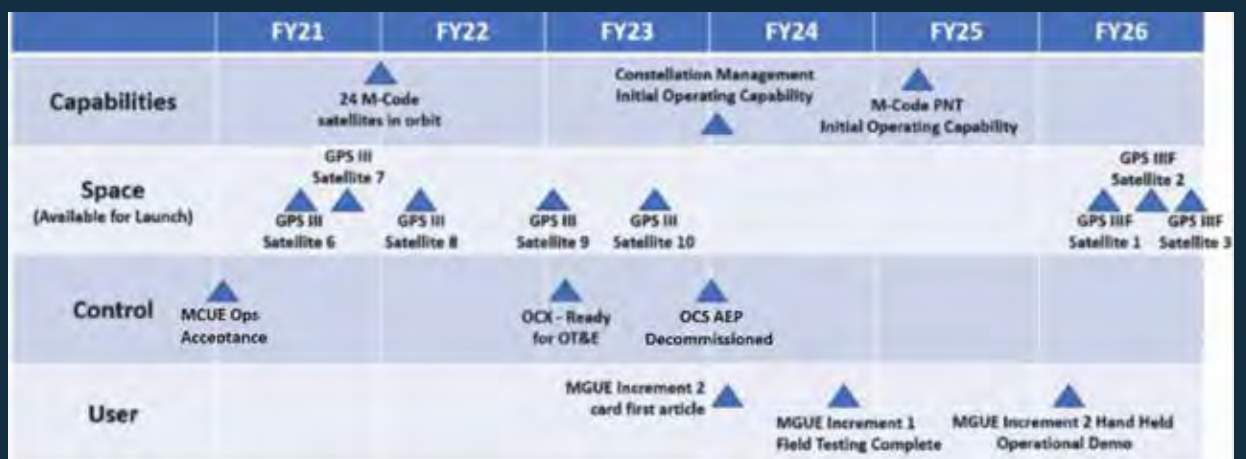 FY21 FY22 FY23 FY24 FY25 FY26
Capabilities
24 M-Code
satellites in orbit
Constellation Management
Initial Operating Capability
M-Code PNT
Initial Operating Capability
Space
(Available for Launch)
GPS III
Satellite 6
GPS III
Satellite 7
GPS III
Satellite 8
GPS III
Satellite 9
GPS III
Satellite 10
GPS IIIF
Satellite 1
GPS IIIF
Satellite 2
GPS IIIF
Satellite 3
Control
MCUE Ops
Acceptance
OCX - Ready
for OT&E
OCS AEP
Decommissioned
User
MGUE Increment 2
card first article
MGUE Increment 1
Field Testing Complete
MGUE Increment 2 Hand Held
Operational Demo